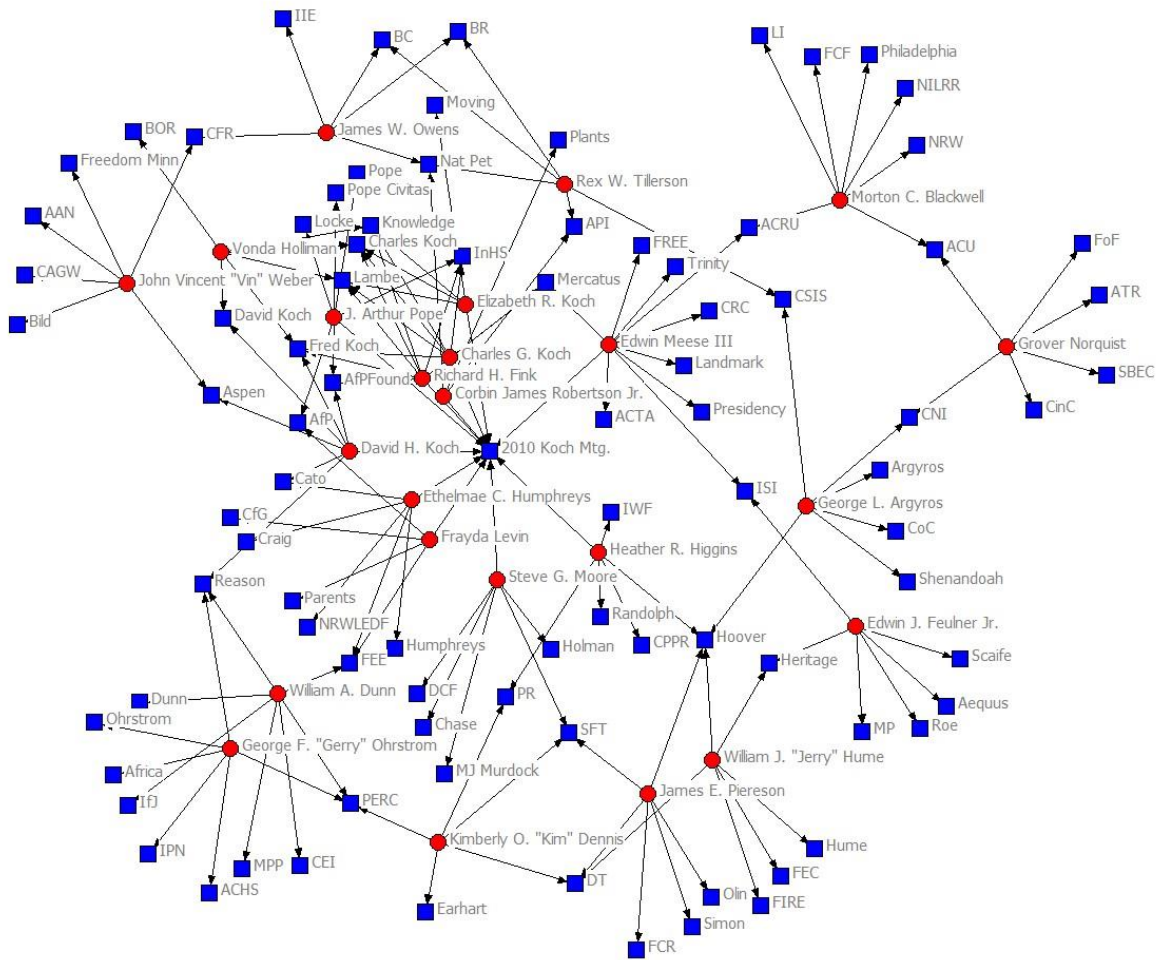 IIE
BC
BR
LI
FCF
Philadelphia
NILRR
Moving
BOR
CFR
James W. Owens
Plants
NRW
Freedom Minn
Nat Pet
Pope
Rex W. Tillerson
Pope Civitas
Morton C. Blackwell
AAN
Locke
Knowledge
API
ACRU
Charles Koch
FREE
ACU
FoF
Vonda Holliman
InHS
Trinity
CAGW
John Vincent "Vin" Weber
Lambe
Mercatus
CSIS
ATR
Elizabeth R. Koch
CRC
Bild
David Koch
J. Arthur Pope
Edwin Meese III
Grover Norquist
Fred Koch
Charles G. Koch
Landmark
SBEC
Richard H. Fink
AfPFound
Aspen
Corbin James Robertson Jr.
Presidency
CinC
AfP
ACTA
CNI
David H. Koch
2010 Koch Mtg.
Argyros
Cato
ISI
Ethelmae C. Humphreys
George L. Argyros
CfG
IWF
CoC
Craig
Frayda Levin
Heather R. Higgins
Reason
Steve G. Moore
Shenandoah
Parents
Randolph
NRWLEDF
Edwin J. Feulner Jr.
Humphreys
Holman
CPPR
Hoover
FEE
Heritage
Scaife
Dunn
William A. Dunn
DCF
PR
Aequus
Ohrstrom
Chase
SFT
MP
Roe
George F. "Gerry" Ohrstrom
William J. "Jerry" Hume
Africa
MJ Murdock
IfJ
PERC
James E. Piereson
Kimberly O. "Kim" Dennis
Hume
IPN
MPP
CEI
FEC
ACHS
DT
Olin
FIRE
Earhart
Simon
FCR